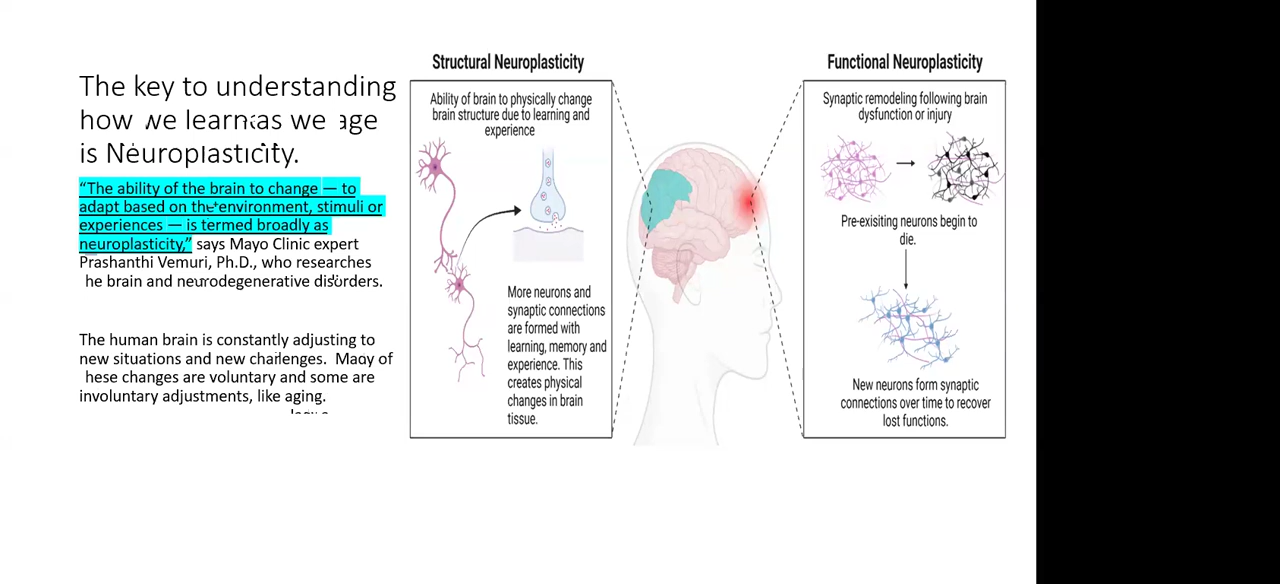 The key to understanding
how we learn as we age
is Neuroplasticity.
“The ability of the brain to change — to
adapt based on the environment, stimuli or
experiences — is termed broadly as
neuroplasticity,” says Mayo Clinic expert
Prashanthi Vemuri, Ph.D., who researches
he brain and neurodegenerative disorders.
The human brain is constantly adjusting to
new situations and new challenges. Many of
hese changes are voluntary and some are
involuntary adjustments, like aging.
Structural Neuroplasticity
Ability of brain to physically change
brain structure due to learning and
experience
More neurons and
synaptic connections
are formed with
learning, memory and
experience. This
creates physical
changes in brain
tissue.
Functional Neuroplasticity
Synaptic remodeling following brain
dysfunction or injury
Pre-exisiting neurons begin to
die.
New neurons form synaptic
connections over time to recover
lost functions.